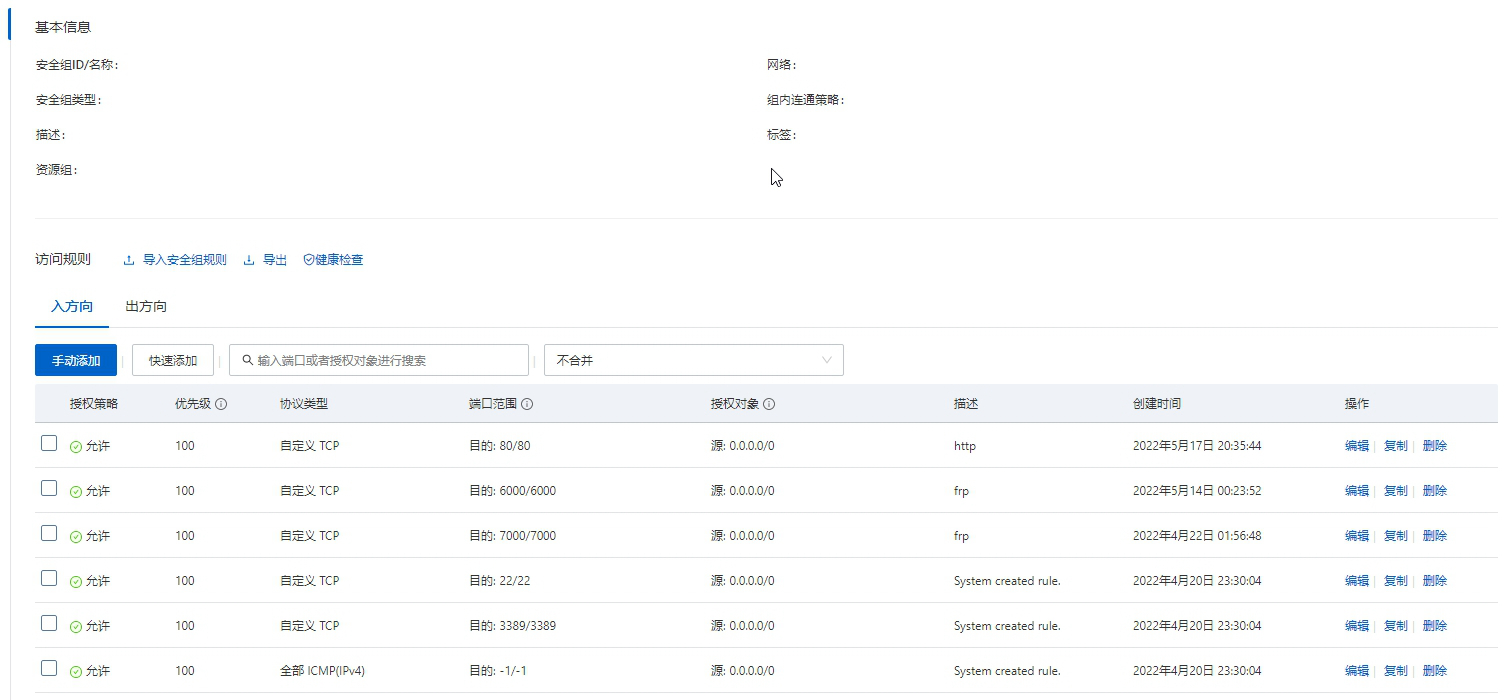 基本信息
安全组ID/名称： 网络：
安全组类型： 组内连通策略：
描述： 标签：
资源组：
访问规则 导入安全组规则 导出 健康检查
入方向 出方向
手动添加 快速添加 输入端口或者授权对象进行搜索 不合并
授权策略 优先级 协议类型 端口范围 授权对象 描述 创建时间 操作
允许 100 自定义 TCP 目的: 80/80 源: 0.0.0.0/0 http 2022年5月17日 20:35:44 编辑 复制 删除
允许 100 自定义 TCP 目的: 6000/6000 源: 0.0.0.0/0 frp 2022年5月14日 00:23:52 编辑 复制 删除
允许 100 自定义 TCP 目的: 7000/7000 源: 0.0.0.0/0 frp 2022年4月22日 01:56:48 编辑 复制 删除
允许 100 自定义 TCP 目的: 22/22 源: 0.0.0.0/0 System created rule. 2022年4月20日 23:30:04 编辑 复制 删除
允许 100 自定义 TCP 目的: 3389/3389 源: 0.0.0.0/0 System created rule. 2022年4月20日 23:30:04 编辑 复制 删除
允许 100 全部 ICMP(IPv4) 目的: -1/-1 源: 0.0.0.0/0 System created rule. 2022年4月20日 23:30:04 编辑 复制 删除